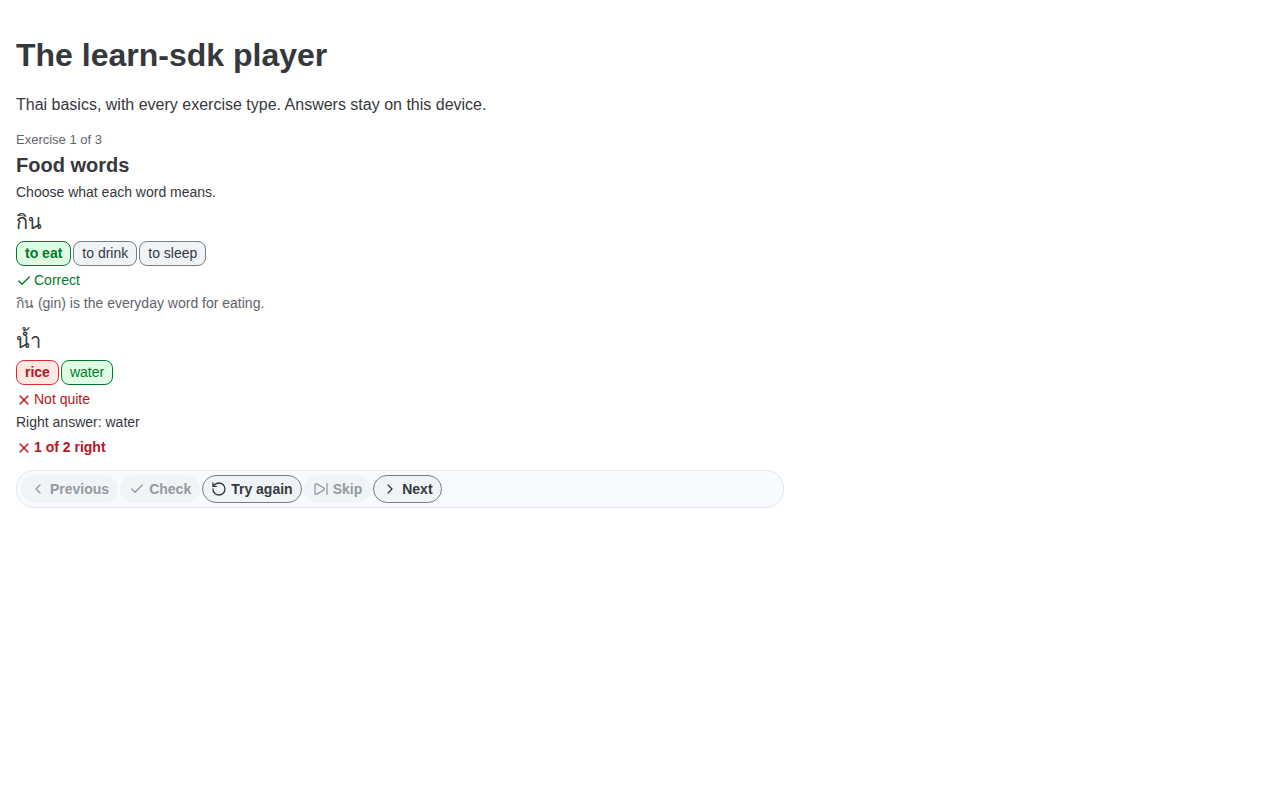 The learn-sdk player
Thai basics, with every exercise type. Answers stay on this device.
Exercise 1 of 3
Food words
Choose what each word means.
กิน
to eat to drink to sleep
Correct
กิน (gin) is the everyday word for eating.
น้ำ
rice water
Not quite
Right answer: water
1 of 2 right
Previous Check Try again Skip Next